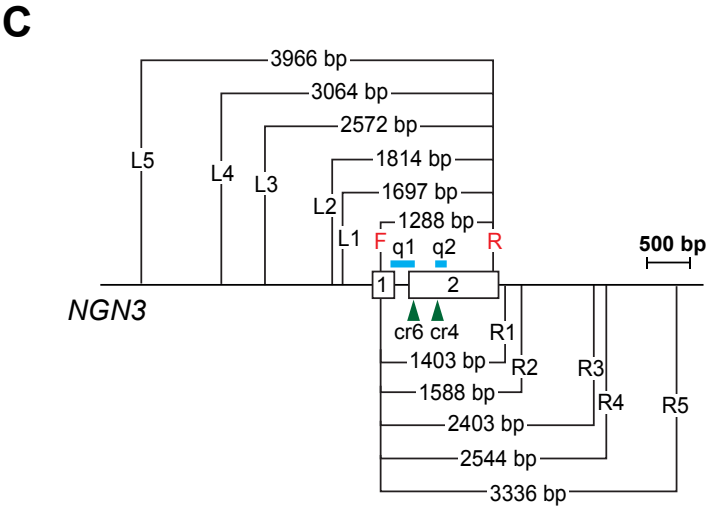 C
3966 bp
3064 bp
2572 bp
L5
1814 bp
L4
L3
1697 bp
L2
1288 bp
L1
F
q1
q2
R
500 bp
1
2
NGN3
cr6
cr4
R1
1403 bp
R2
R3
1588 bp
R4
R5
2403 bp
2544 bp
3336 bp